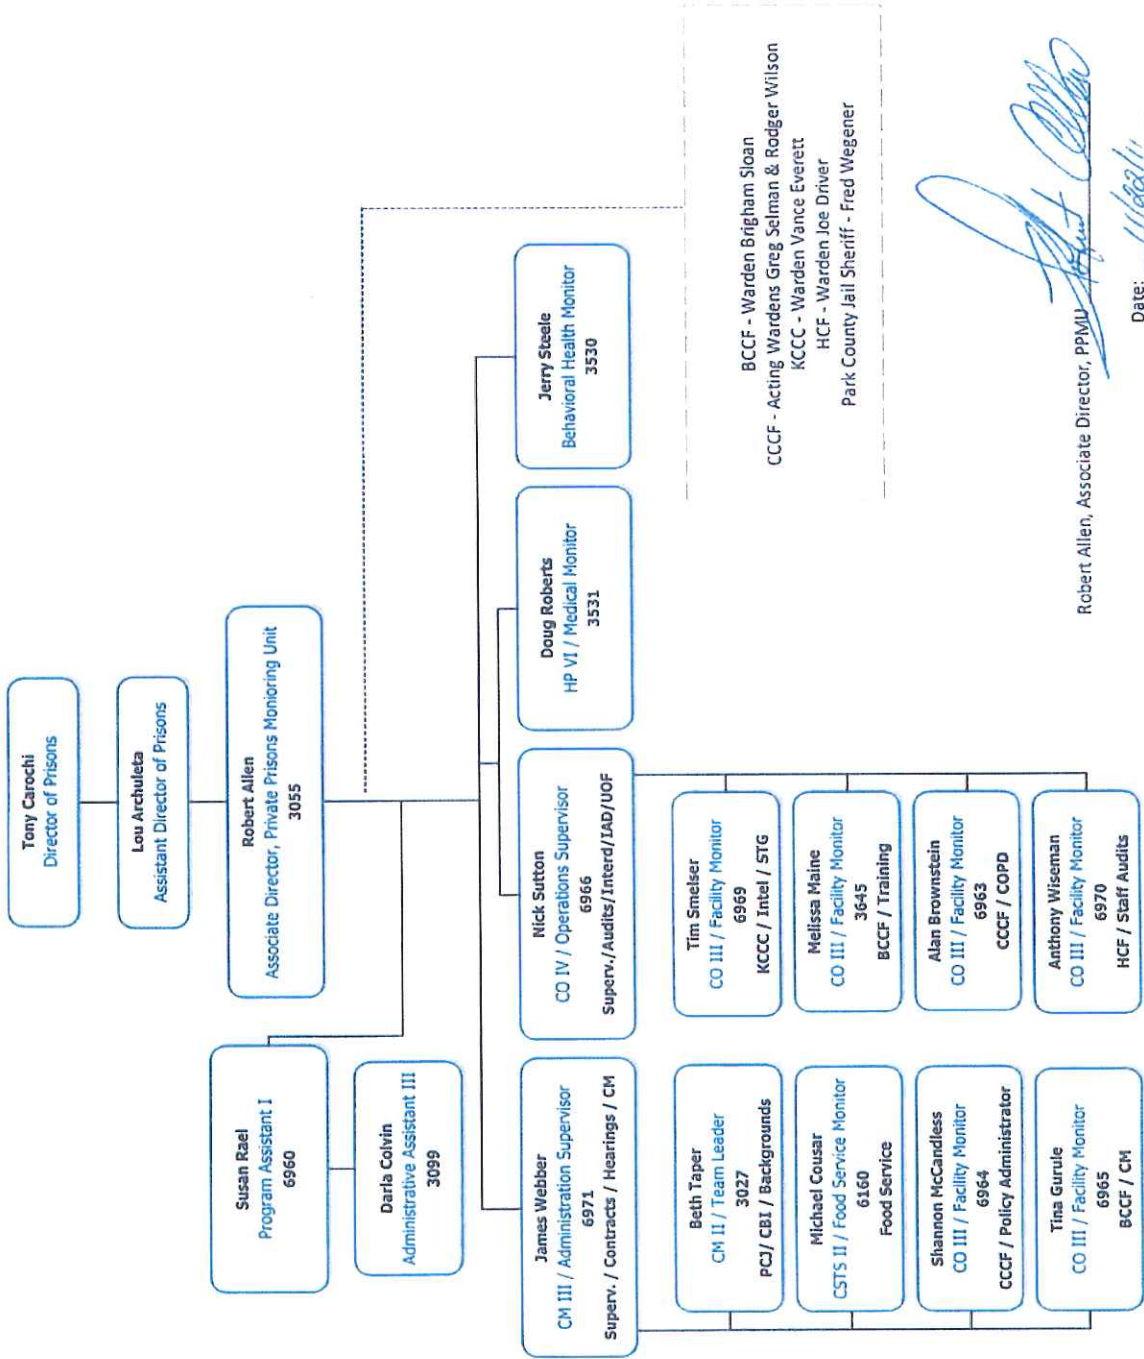 Tony Carochi
Director of Prisons
Lou Archuleta
Assistant Director of Prisons
Robert Allen
Associate Director, Private Prisons Monioring Unit
3055
Susan Rael
Program Assistant I
6960
Darla Colvin
Administrative Assistant III
3099
James Webber
CM III / Administration Supervisor
6971
Superv. / Contracts / Hearings / CM
Nick Sutton
CO IV / Operations Supervisor
6966
Superv./Audits/Interd/IAD/UOF
Doug Roberts
HP VI / Medical Monitor
3531
Jerry Steele
Behavioral Health Monitor
3530
Beth Taper
CM II / Team Leader
3027
PCJ/ CBI / Backgrounds
Michael Cousar
CSTS II / Food Service Monitor
6160
Food Service
Shannon McCandless
CO III / Facility Monitor
6964
CCCF / Policy Administrator
Tina Gurule
CO III / Facility Monitor
6965
BCCF / CM
Tim Smelser
CO III / Facility Monitor
6969
KCCC / Intel / STG
Melissa Maine
CO III / Facility Monitor
3645
BCCF / Training
Alan Brownstein
CO III / Facility Monitor
6963
CCCF / COPD
Anthony Wiseman
CO III / Facility Monitor
6970
HCF / Staff Audits
BCCF - Warden Brigham Sloan
CCCF - Acting Wardens Greg Selman & Rodger Wilson
KCCC - Warden Vance Everett
HCF - Warden Joe Driver
Park County Jail Sheriff - Fred Wegener
Robert Allen, Associate Director, PPMU
Date: 11/22/11